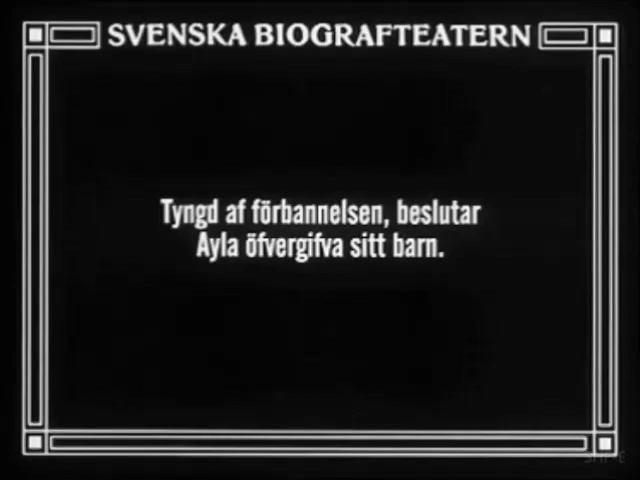 SVENSKA BIOGRAFTEATERN
Tyngd af förbannelsen, beslutar
Ayla öfvergifva sitt barn.